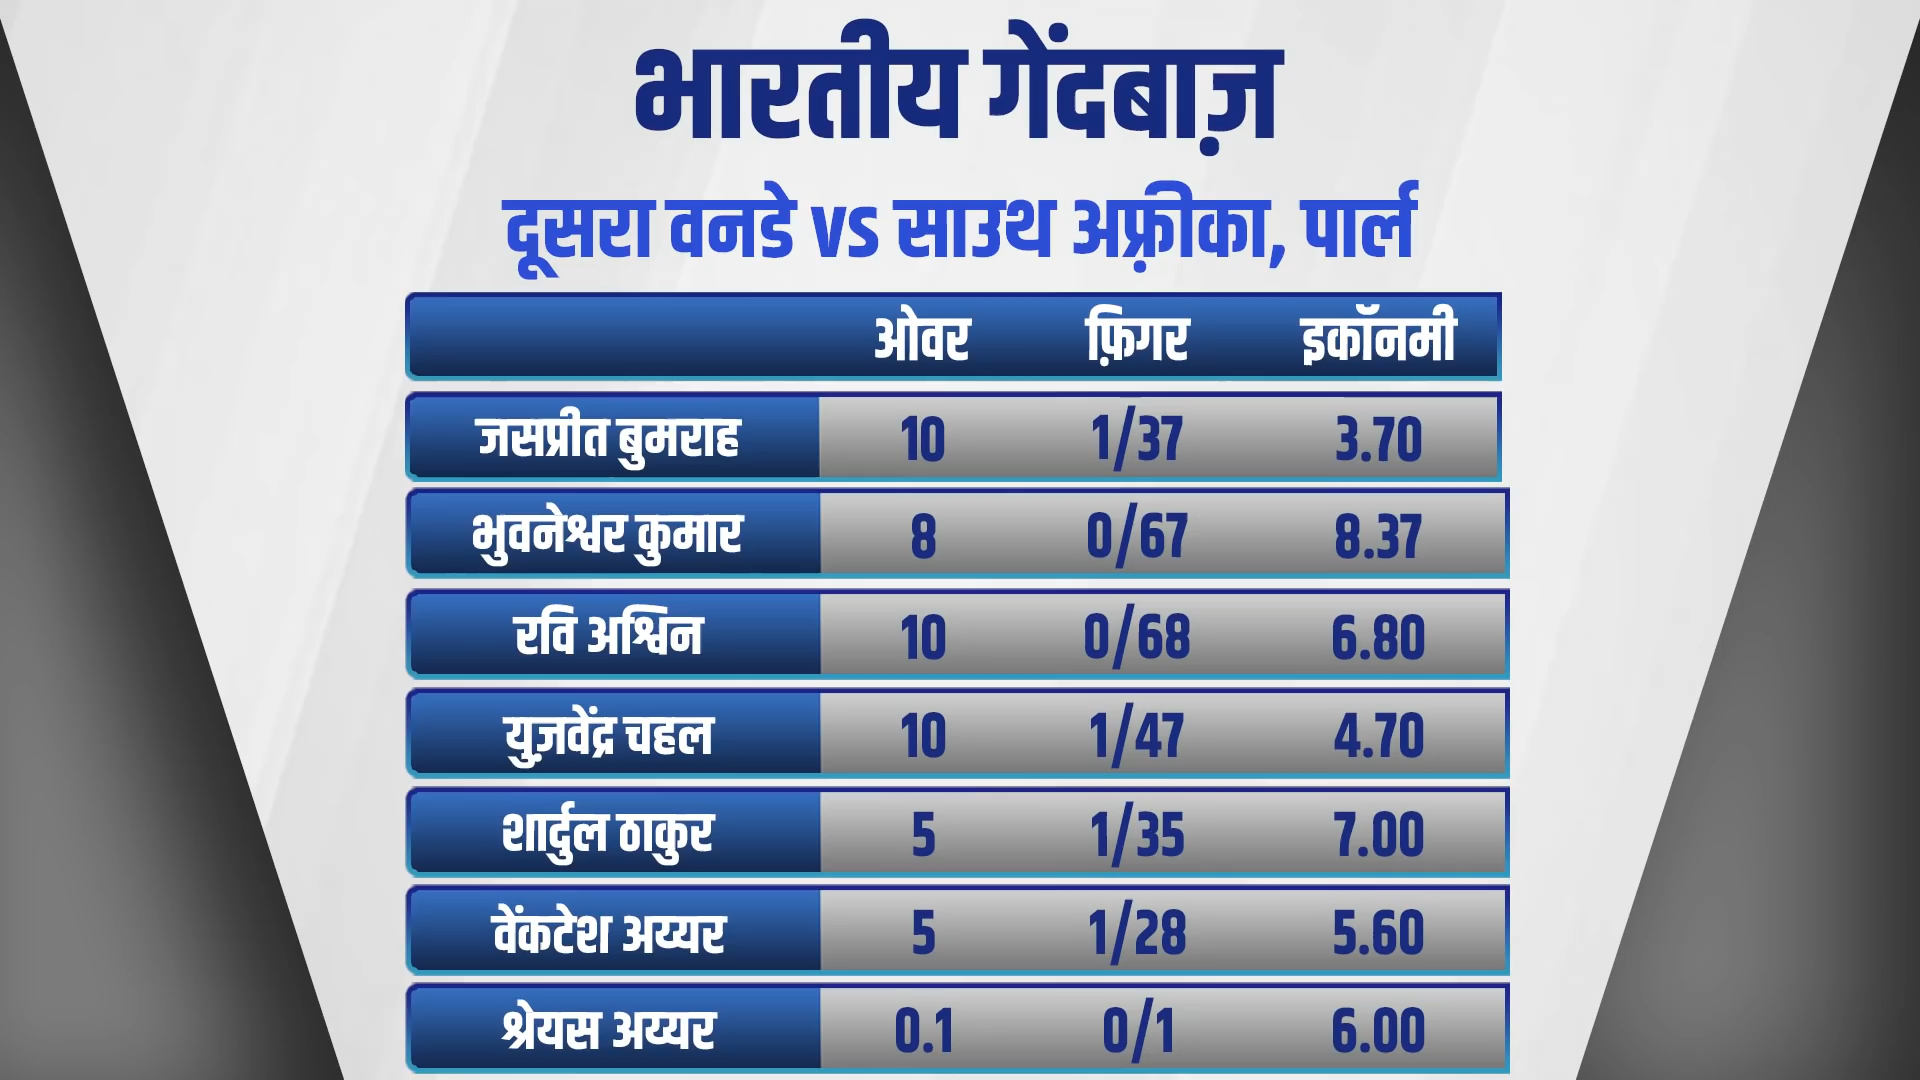 भारतीय गेंदबाज़
दूसरा वनडे vs साउथ अफ़्रीका, पार्ल
ओवर फ़िगर इकॉनमी
जसप्रीत बुमराह 10 1/37 3.70
भुवनेश्वर कुमार 8 0/67 8.37
रवि अश्विन 10 0/68 6.80
युज़वेंद्र चहल 10 1/47 4.70
शार्दुल ठाकुर 5 1/35 7.00
वेंकटेश अय्यर 5 1/28 5.60
श्रेयस अय्यर 0.1 0/1 6.00